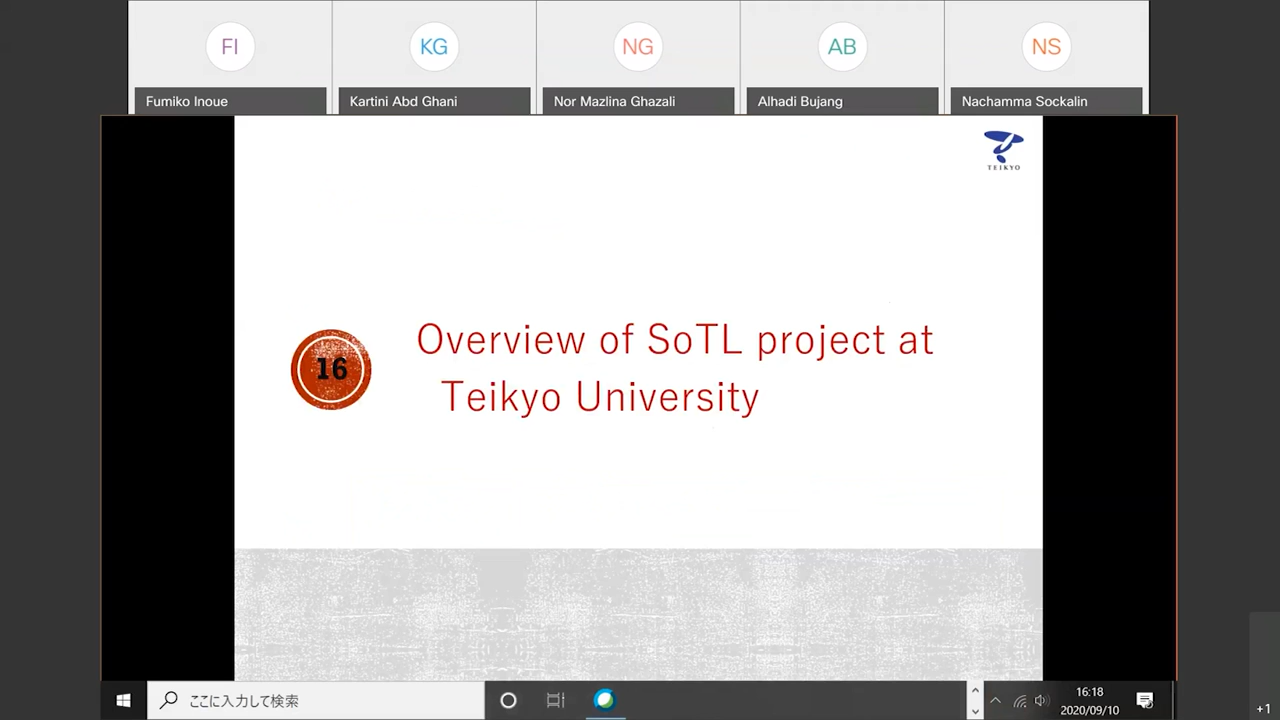 FI
KG
NG
AB
NS
Fumiko Inoue
Kartini Abd Ghani
Nor Mazlina Ghazali
Alhadi Bujang
Nachamma Sockalin
TEIKYO
16
Overview of SoTL project at
Teikyo University
ここに入力して検索
16:18
2020/09/10
+1